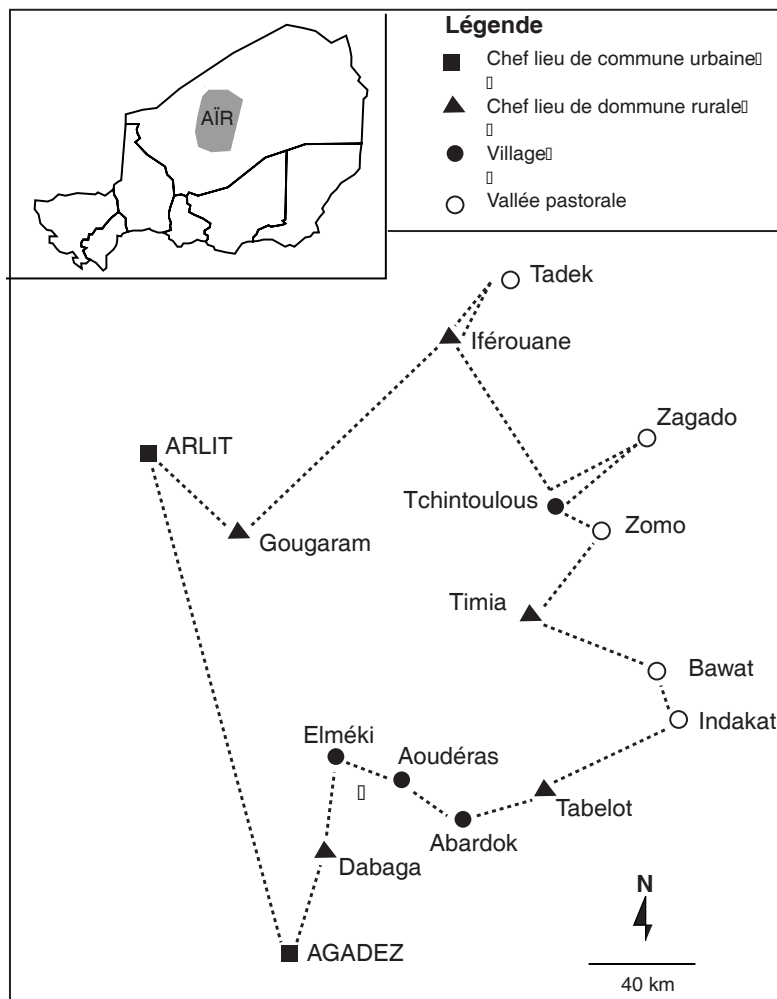 Légende
Chef lieu de commune urbaine
Chef lieu de dommune rurale
Village
Vallée pastorale
AÏR
Tadek
Iférouane
Zagado
ARLIT
Tchintoulous
Zomo
Gougaram
Timia
Bawat
Indakat
Elméki
Aoudéras
Tabelot
Abardok
Dabaga
N
AGADEZ
40 km